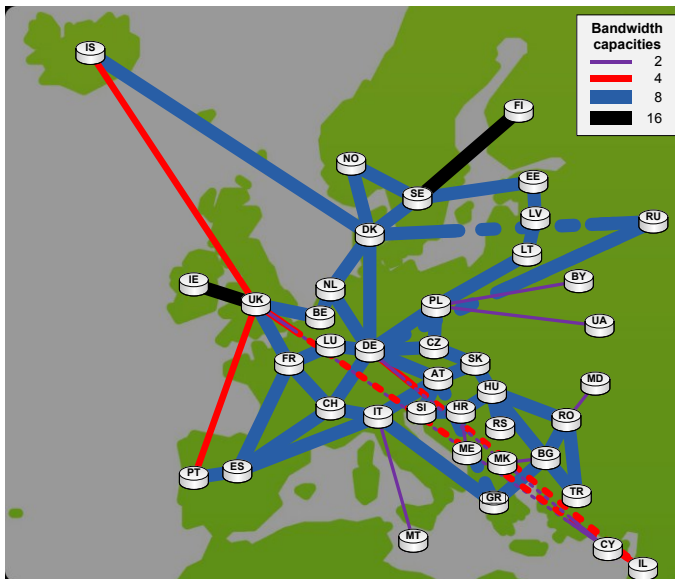 Bandwidth
capacities
2
4
8
16
IS
FI
NO
EE
SE
LV
RU
DK
LT
BY
IE
NL
PL
UK
BE
UA
LU
DE
CZ
FR
SK
AT
MD
HU
CH
SI
HR
IT
RO
RS
ME
MK
BG
ES
PT
TR
GR
MT
CY
IL